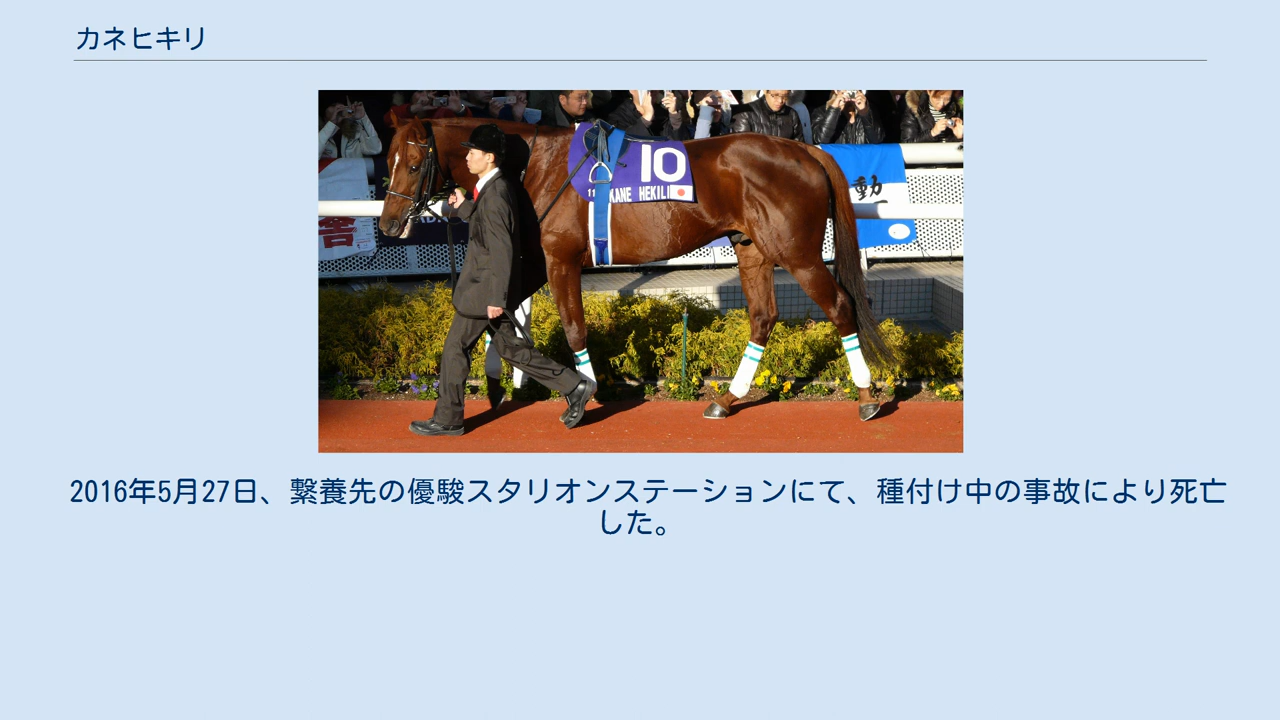 カネヒキリ
10
KANE HEKILI
動
2016年5月27日、繋養先の優駿スタリオンステーションにて、種付け中の事故により死亡
した。